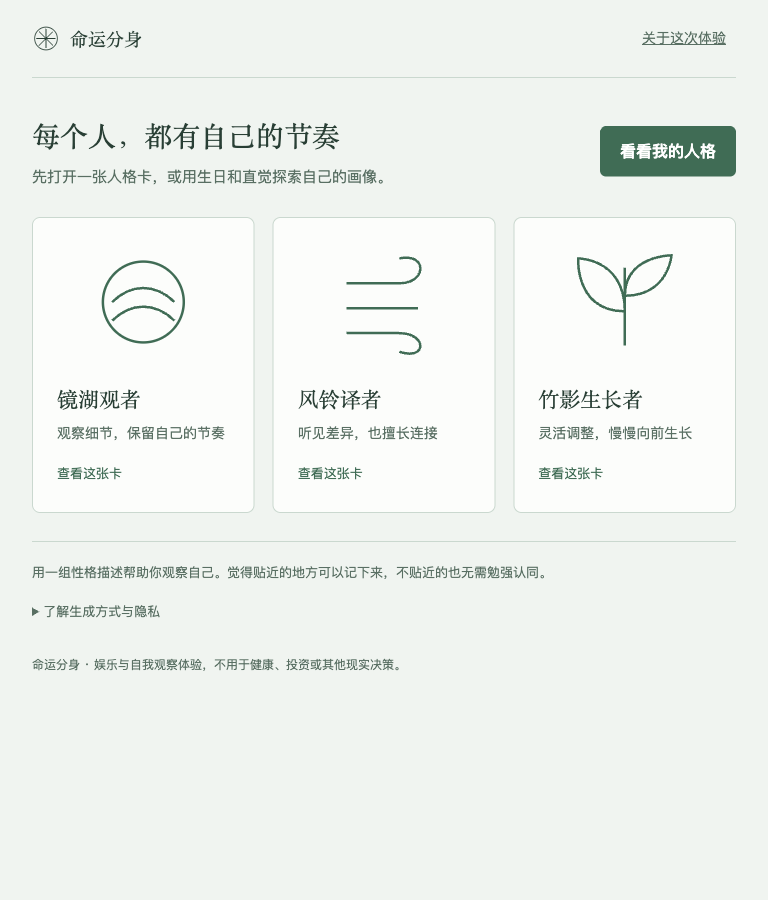 命运分身
关于这次体验
每个人，都有自己的节奏
先打开一张人格卡，或用生日和直觉探索自己的画像。
看看我的人格
镜湖观者
观察细节，保留自己的节奏
查看这张卡
风铃译者
听见差异，也擅长连接
查看这张卡
竹影生长者
灵活调整，慢慢向前生长
查看这张卡
用一组性格描述帮助你观察自己。觉得贴近的地方可以记下来，不贴近的也无需勉强认同。
了解生成方式与隐私
命运分身 · 娱乐与自我观察体验，不用于健康、投资或其他现实决策。